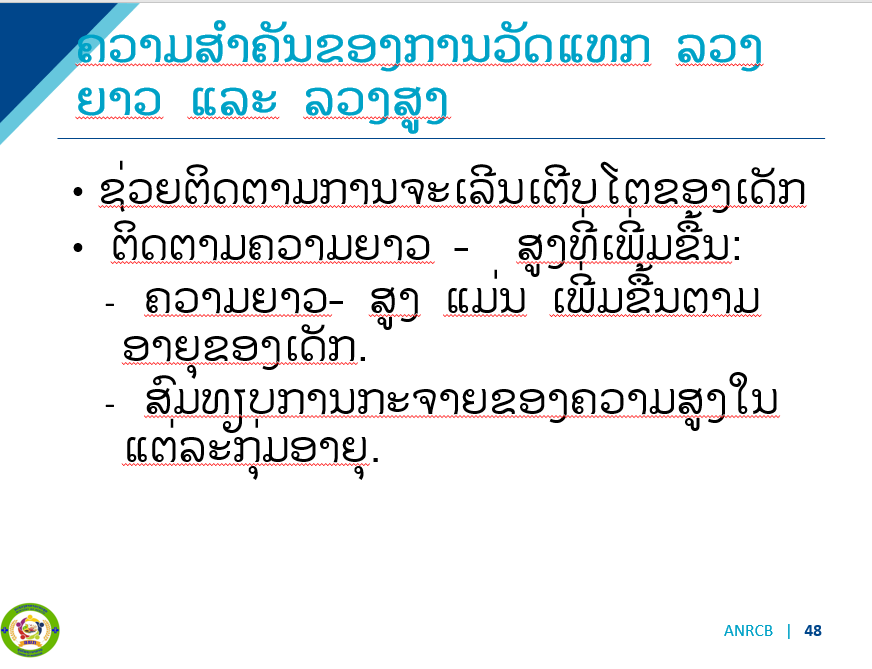 ຄວາມສຳຄັນຂອງການວັດແທກ ລວງ
ຍາວ ແລະ ລວງສູງ
• ຊ່ວຍຕິດຕາມການຈະເລີນເຕີບໂຕຂອງເດັກ
• ຕິດຕາມຄວາມຍາວ – ສູງທີ່ເພີ່ມຂື້ນ:
- ຄວາມຍາວ– ສູງ ແມ່ນ ເພີ່ມຂື້ນຕາມ
ອາຍຸຂອງເດັກ.
- ສົມທຽບການກະຈາຍຂອງຄວາມສູງໃນ
ແຕ່ລະກຸ່ມອາຍຸ.
ANRCB | 48